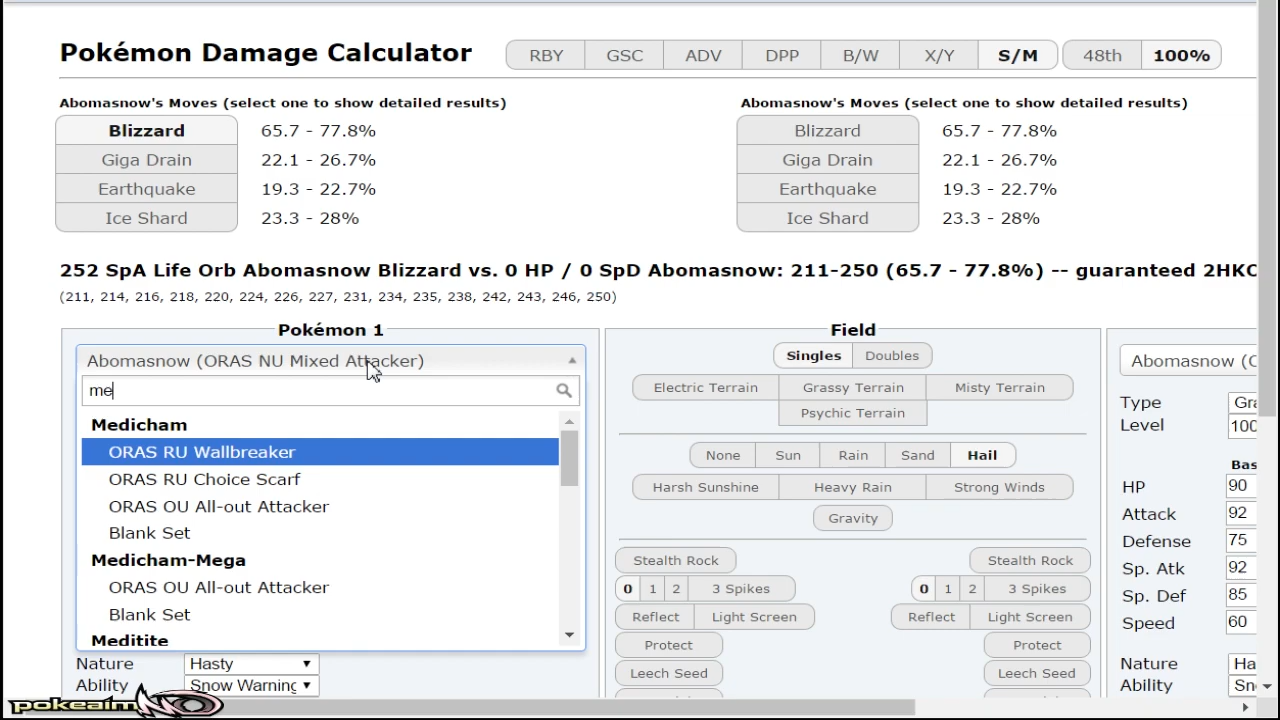 Pokémon Damage Calculator
RBY GSC ADV DPP B/W X/Y S/M 48th 100%
Abomasnow's Moves (select one to show detailed results)
Blizzard 65.7 - 77.8%
Giga Drain 22.1 - 26.7%
Earthquake 19.3 - 22.7%
Ice Shard 23.3 - 28%
Abomasnow's Moves (select one to show detailed results)
Blizzard 65.7 - 77.8%
Giga Drain 22.1 - 26.7%
Earthquake 19.3 - 22.7%
Ice Shard 23.3 - 28%
252 SpA Life Orb Abomasnow Blizzard vs. 0 HP / 0 SpD Abomasnow: 211-250 (65.7 - 77.8%) -- guaranteed 2HKO
(211, 214, 216, 218, 220, 224, 226, 227, 231, 234, 235, 238, 242, 243, 246, 250)
Pokémon 1
Abomasnow (ORAS NU Mixed Attacker)
me
Medicham
ORAS RU Wallbreaker
ORAS RU Choice Scarf
ORAS OU All-out Attacker
Blank Set
Medicham-Mega
ORAS OU All-out Attacker
Blank Set
Meditite
Nature Hasty
Ability Snow Warning
Field
Singles Doubles
Electric Terrain Grassy Terrain Misty Terrain
Psychic Terrain
None Sun Rain Sand Hail
Harsh Sunshine Heavy Rain Strong Winds
Gravity
Stealth Rock Stealth Rock
0 1 2 3 Spikes 0 1 2 3 Spikes
Reflect Light Screen Reflect Light Screen
Protect Protect
Leech Seed Leech Seed
Abomasnow (O
Type Gra
Level 100
Bas
HP 90
Attack 92
Defense 75
Sp. Atk 92
Sp. Def 85
Speed 60
Nature Ha
Ability Sn
pokeaim